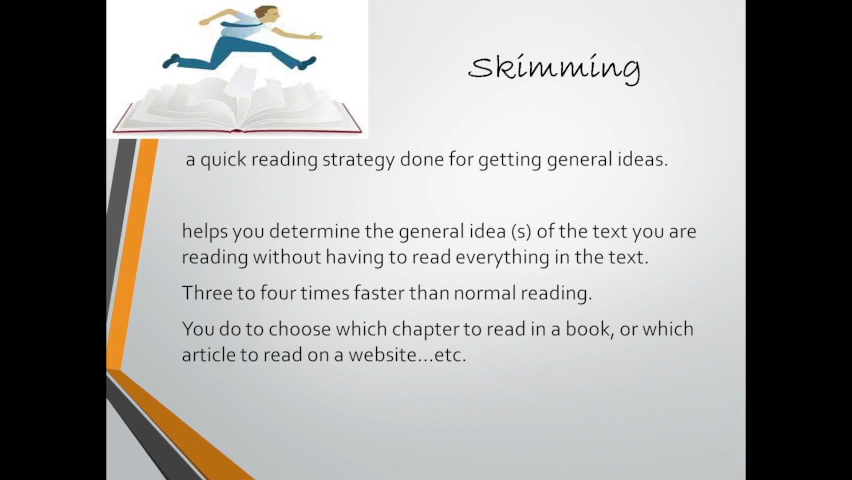 Skimming
a quick reading strategy done for getting general ideas.
helps you determine the general idea (s) of the text you are
reading without having to read everything in the text.
Three to four times faster than normal reading.
You do to choose which chapter to read in a book, or which
article to read on a website...etc.